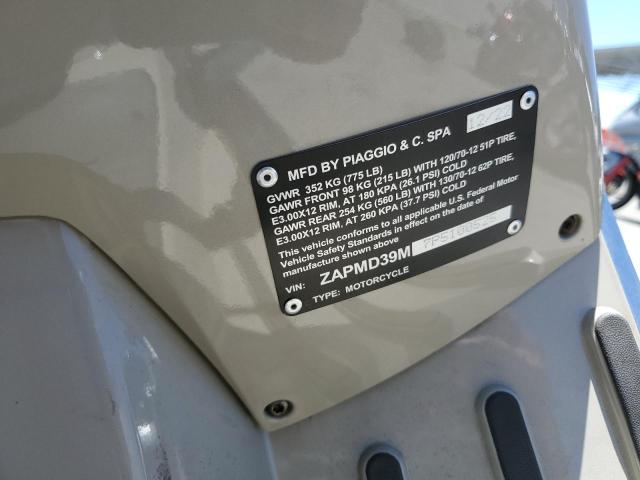 12/22
MFD BY PIAGGIO & C. SPA
GVWR 352 KG (775 LB)
GAWR FRONT 98 KG (215 LB) WITH 120/70-12 51P TIRE,
E3.00X12 RIM, AT 180 KPA (26.1 PSI) COLD
GAWR REAR 254 KG (560 LB) WITH 130/70-12 62P TIRE,
E3.00X12 RIM, AT 260 KPA (37.7 PSI) COLD
This vehicle conforms to all applicable U.S. Federal Motor
Vehicle Safety Standards in effect on the date of
manufacture shown above
VIN: ZAPMD39M
TYPE: MOTORCYCLE